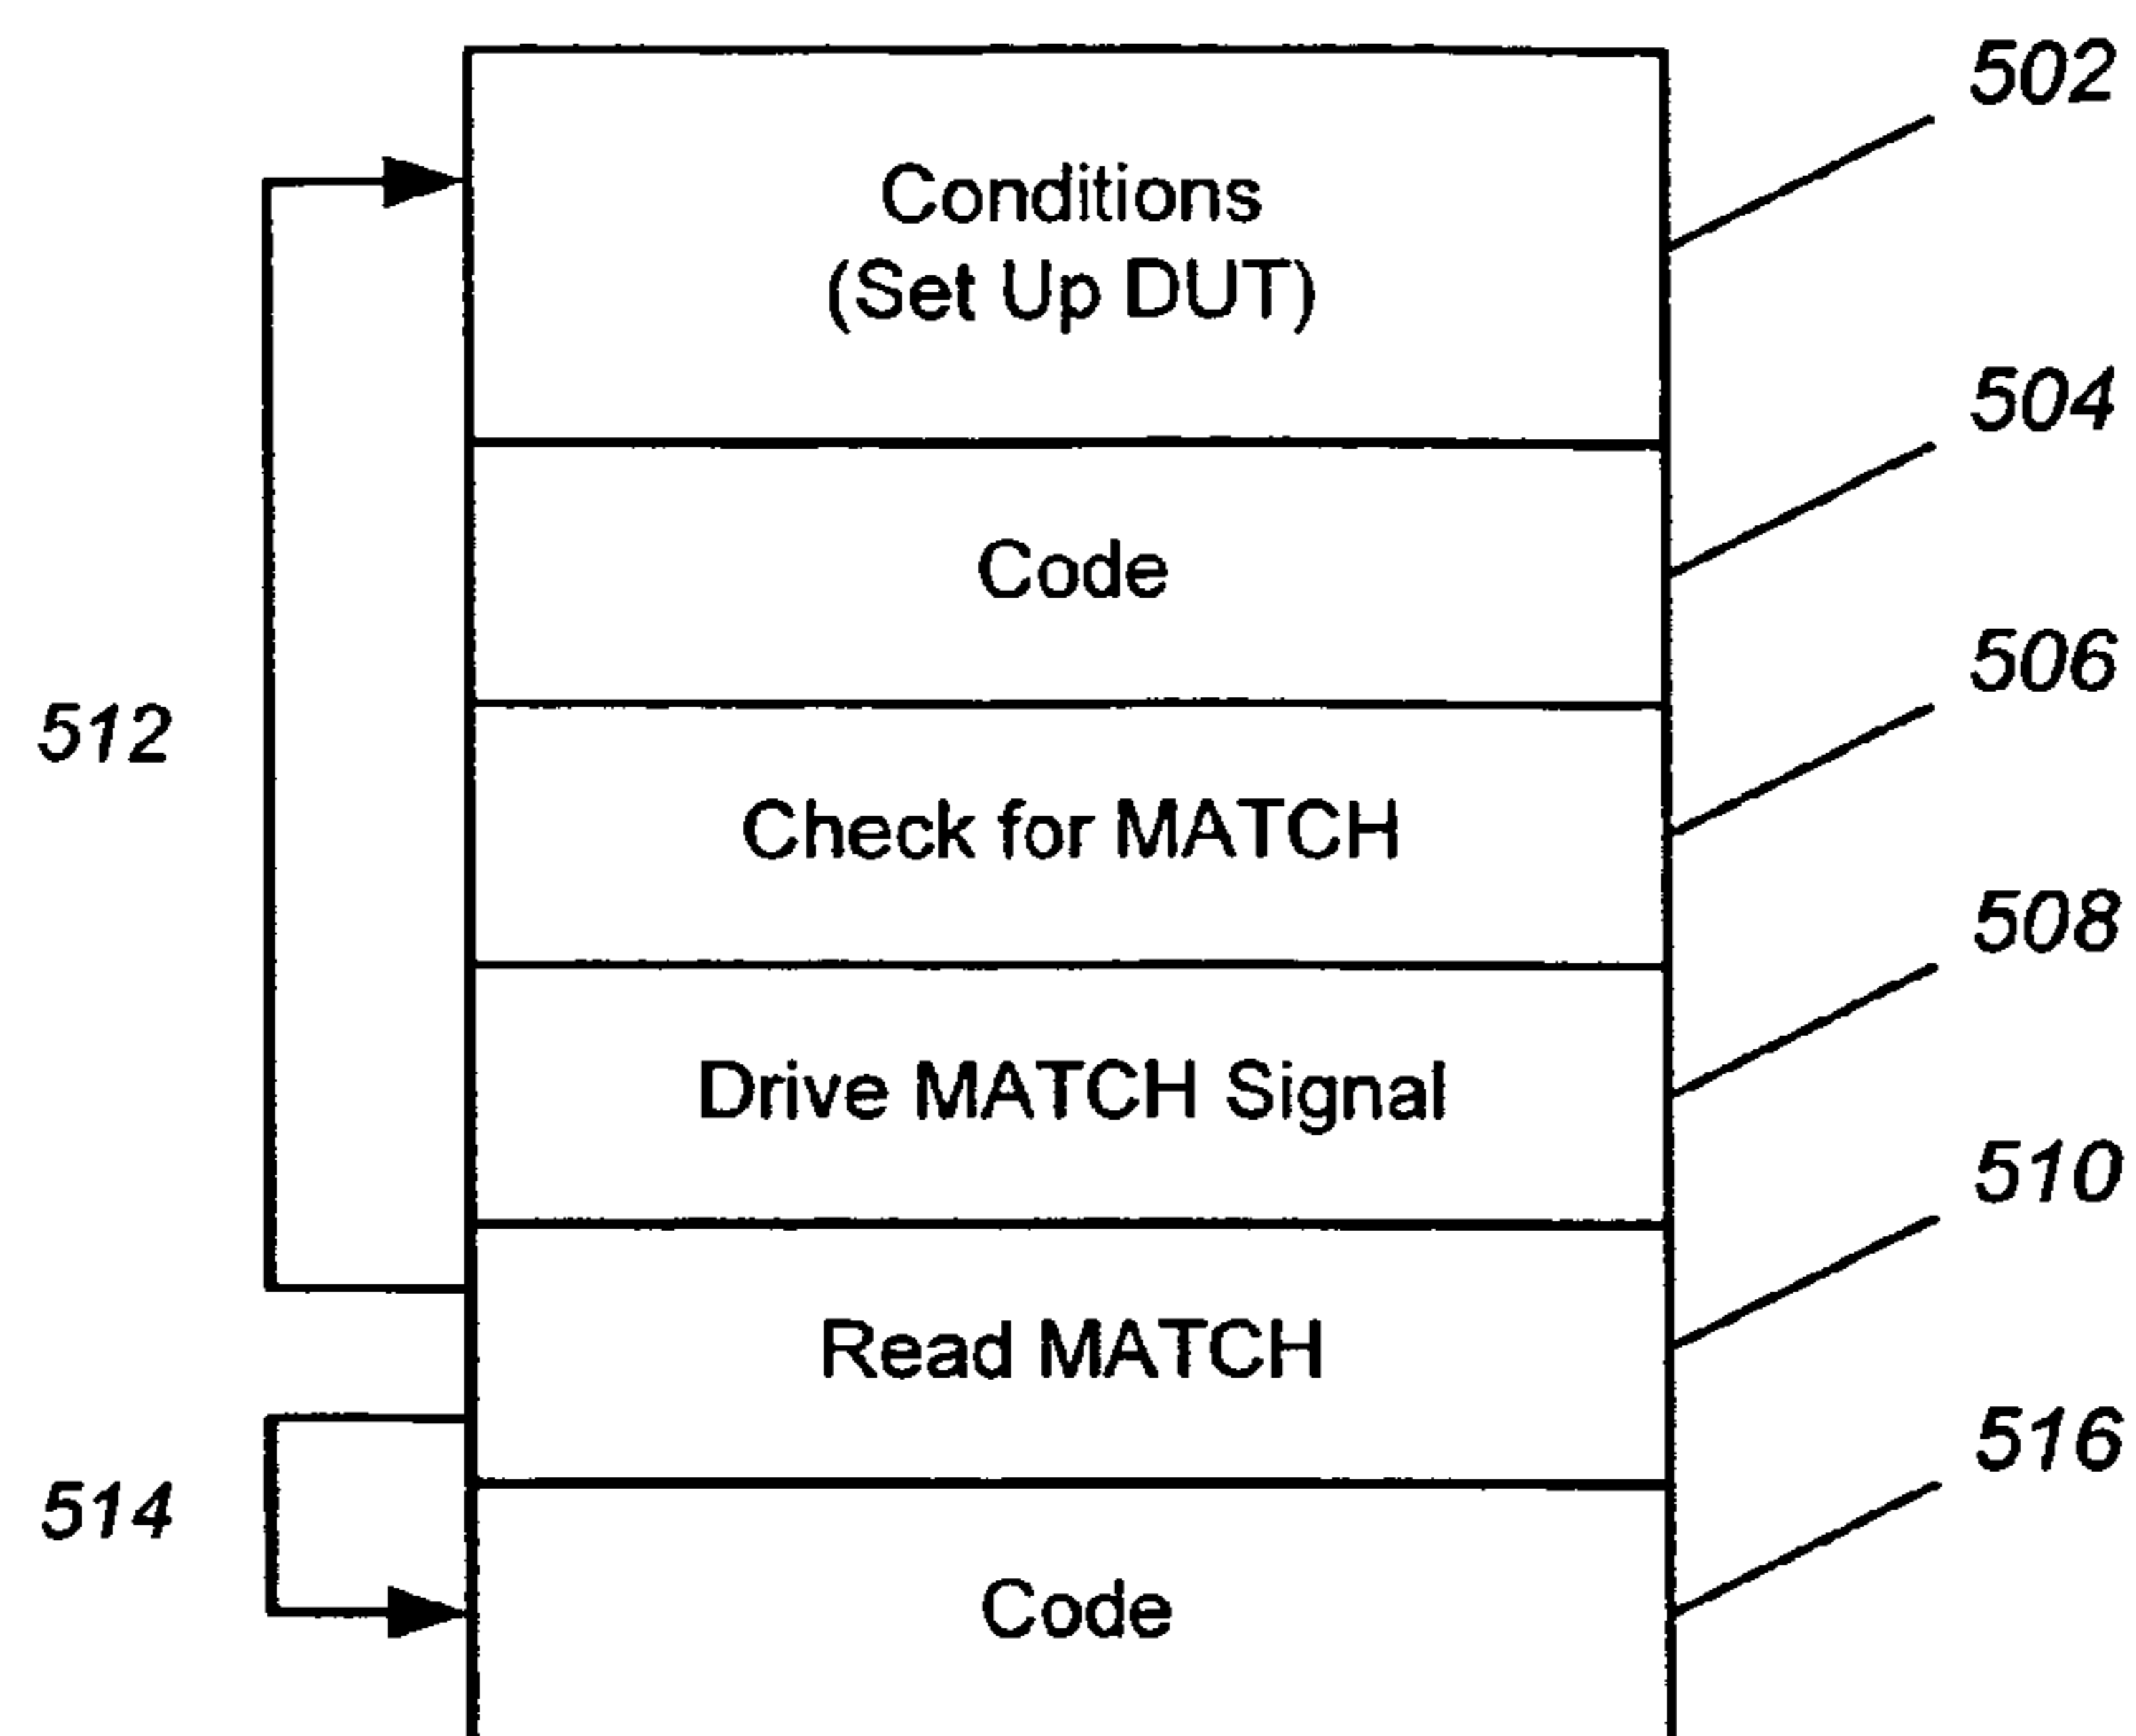 502
Conditions
(Set Up DUT)
504
Code
506
512
Check for MATCH
508
Drive MATCH Signal
510
Read MATCH
516
514
Code